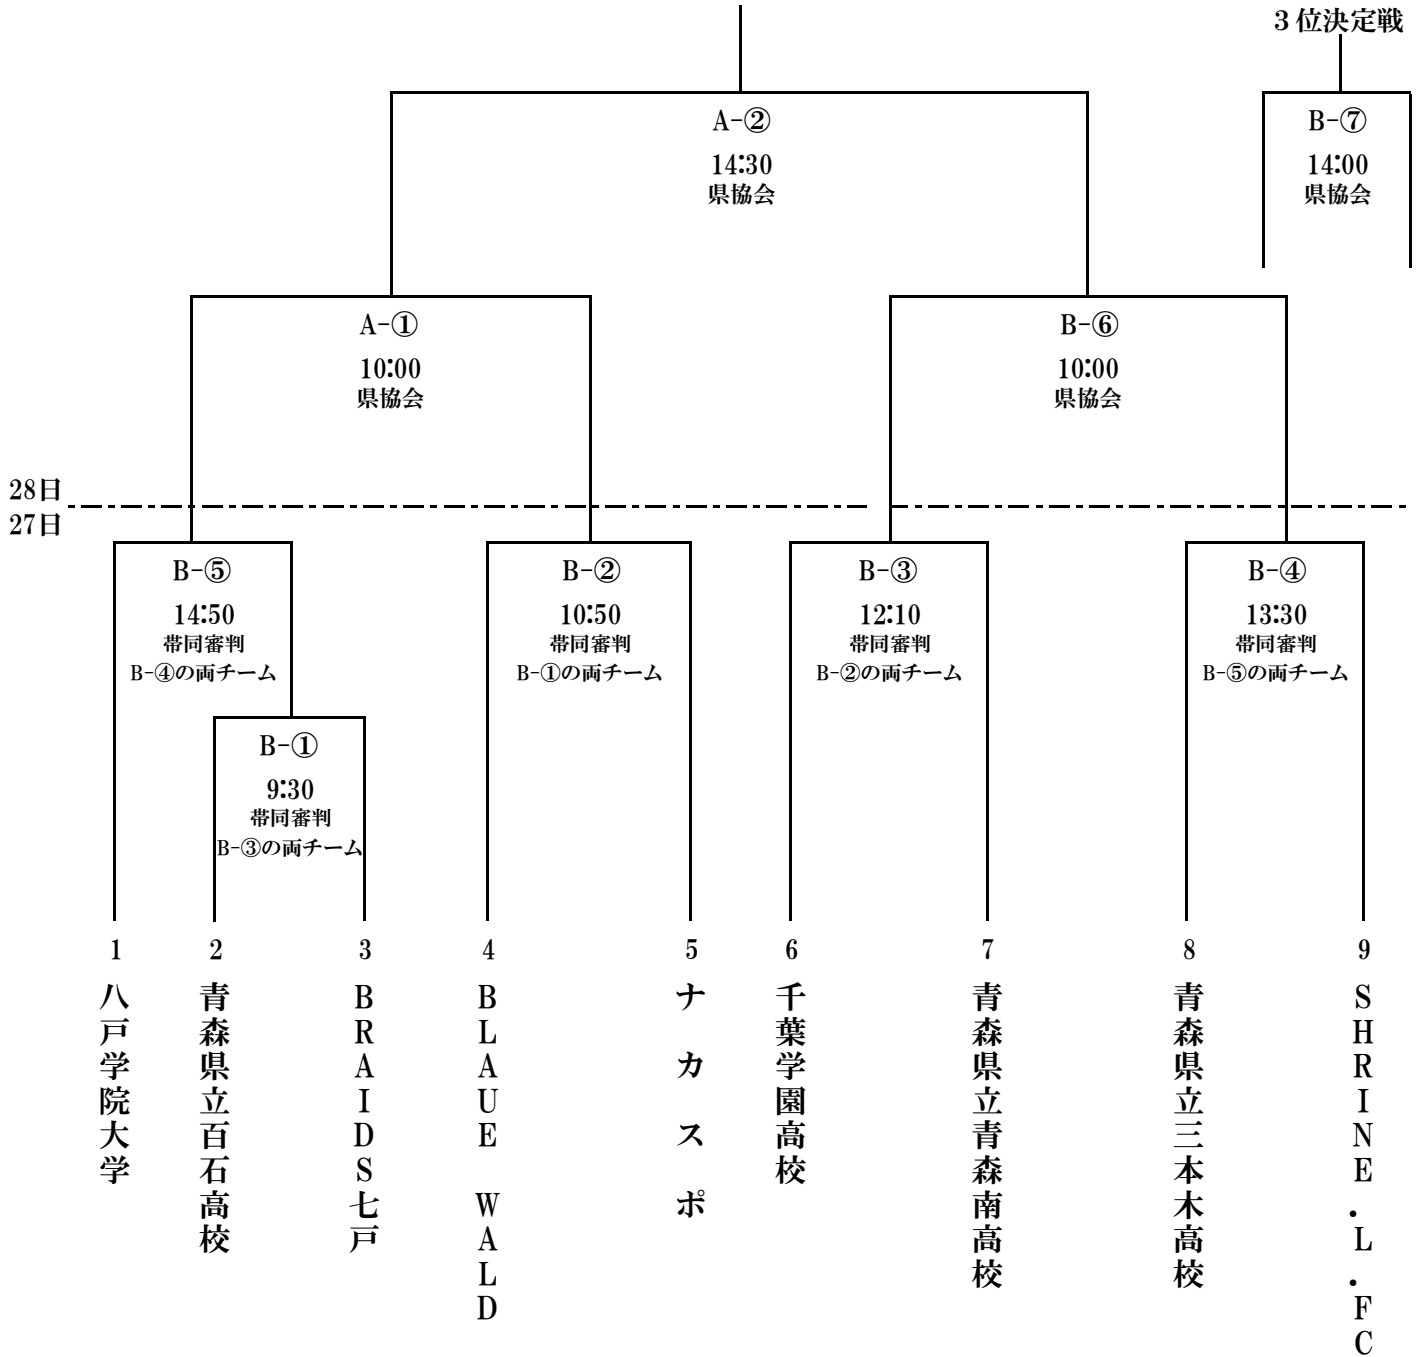 ３位決定戦
A-②
14:30
県協会
B-⑦
14:00
県協会
A-①
10:00
県協会
B-⑥
10:00
県協会
28日
27日
B-⑤
14:50
帯同審判
B-④の両チーム
B-②
10:50
帯同審判
B-①の両チーム
B-③
12:10
帯同審判
B-②の両チーム
B-④
13:30
帯同審判
B-⑤の両チーム
B-①
9:30
帯同審判
B-③の両チーム
1
八戸学院大学
2
青森県立百石高校
3
BRAIDS七戸
4
BLAUE WALD
5
ナカスポ
6
千葉学園高校
7
青森県立青森南高校
8
青森県立三本木高校
9
SHRINE.L.FC